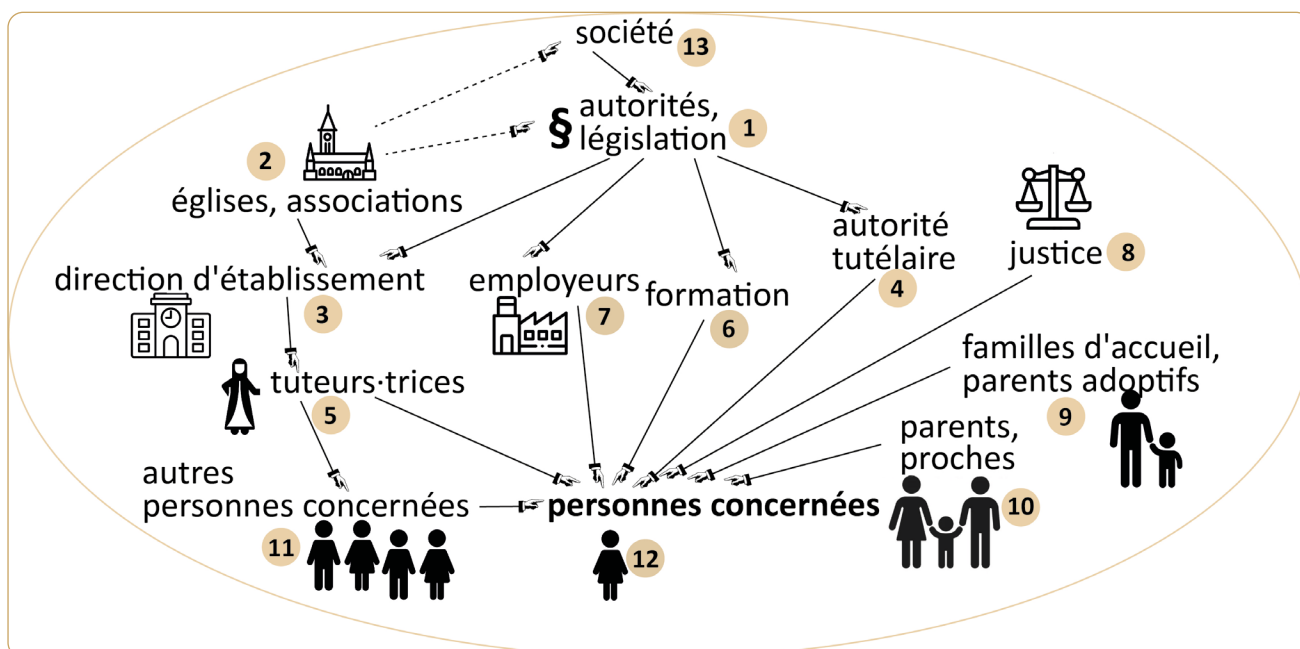 société
13
§ autorités,
législation
1
2
églises, associations
direction d'établissement
3
employeurs
7
formation
6
autorité
tutélaire
4
justice
8
tuteurs·trices
5
familles d'accueil,
parents adoptifs
9
parents,
proches
10
autres
personnes concernées
11
personnes concernées
12